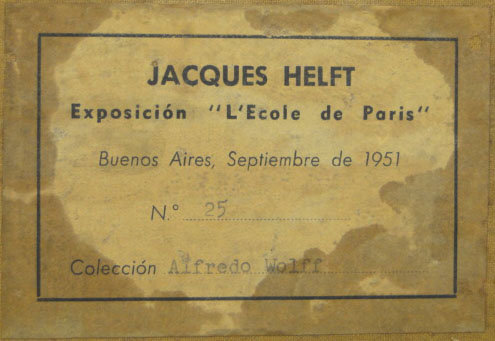 JACQUES HELFT
Exposición "L'Ecole de Paris"
Buenos Aires, Septiembre de 1951
N.º 25
Colección Alfredo Wolff